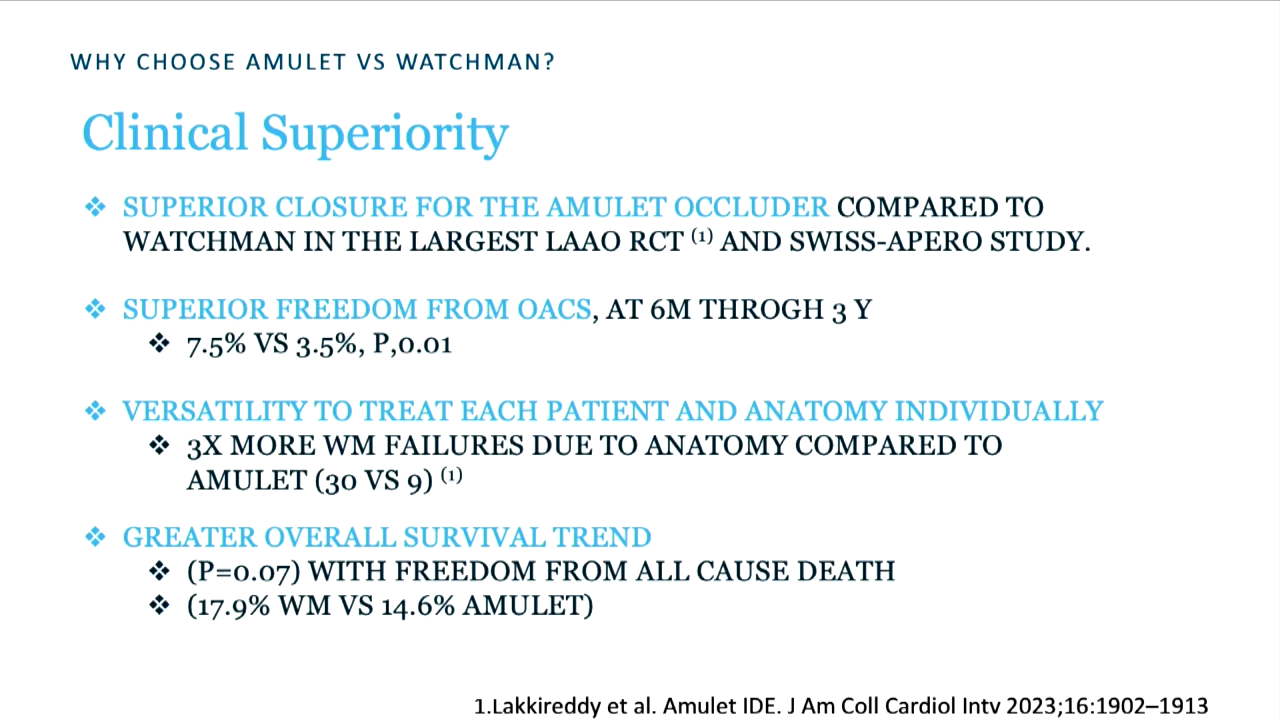 WHY CHOOSE AMULET VS WATCHMAN?
Clinical Superiority
❖ SUPERIOR CLOSURE FOR THE AMULET OCCLUDER COMPARED TO
WATCHMAN IN THE LARGEST LAAO RCT (1) AND SWISS-APERO STUDY.
❖ SUPERIOR FREEDOM FROM OACS, AT 6M THROGH 3 Y
❖ 7.5% VS 3.5%, P,0.01
❖ VERSATILITY TO TREAT EACH PATIENT AND ANATOMY INDIVIDUALLY
❖ 3X MORE WM FAILURES DUE TO ANATOMY COMPARED TO
AMULET (30 VS 9) (1)
❖ GREATER OVERALL SURVIVAL TREND
❖ (P=0.07) WITH FREEDOM FROM ALL CAUSE DEATH
❖ (17.9% WM VS 14.6% AMULET)
1.Lakkireddy et al. Amulet IDE. J Am Coll Cardiol Intv 2023;16:1902–1913